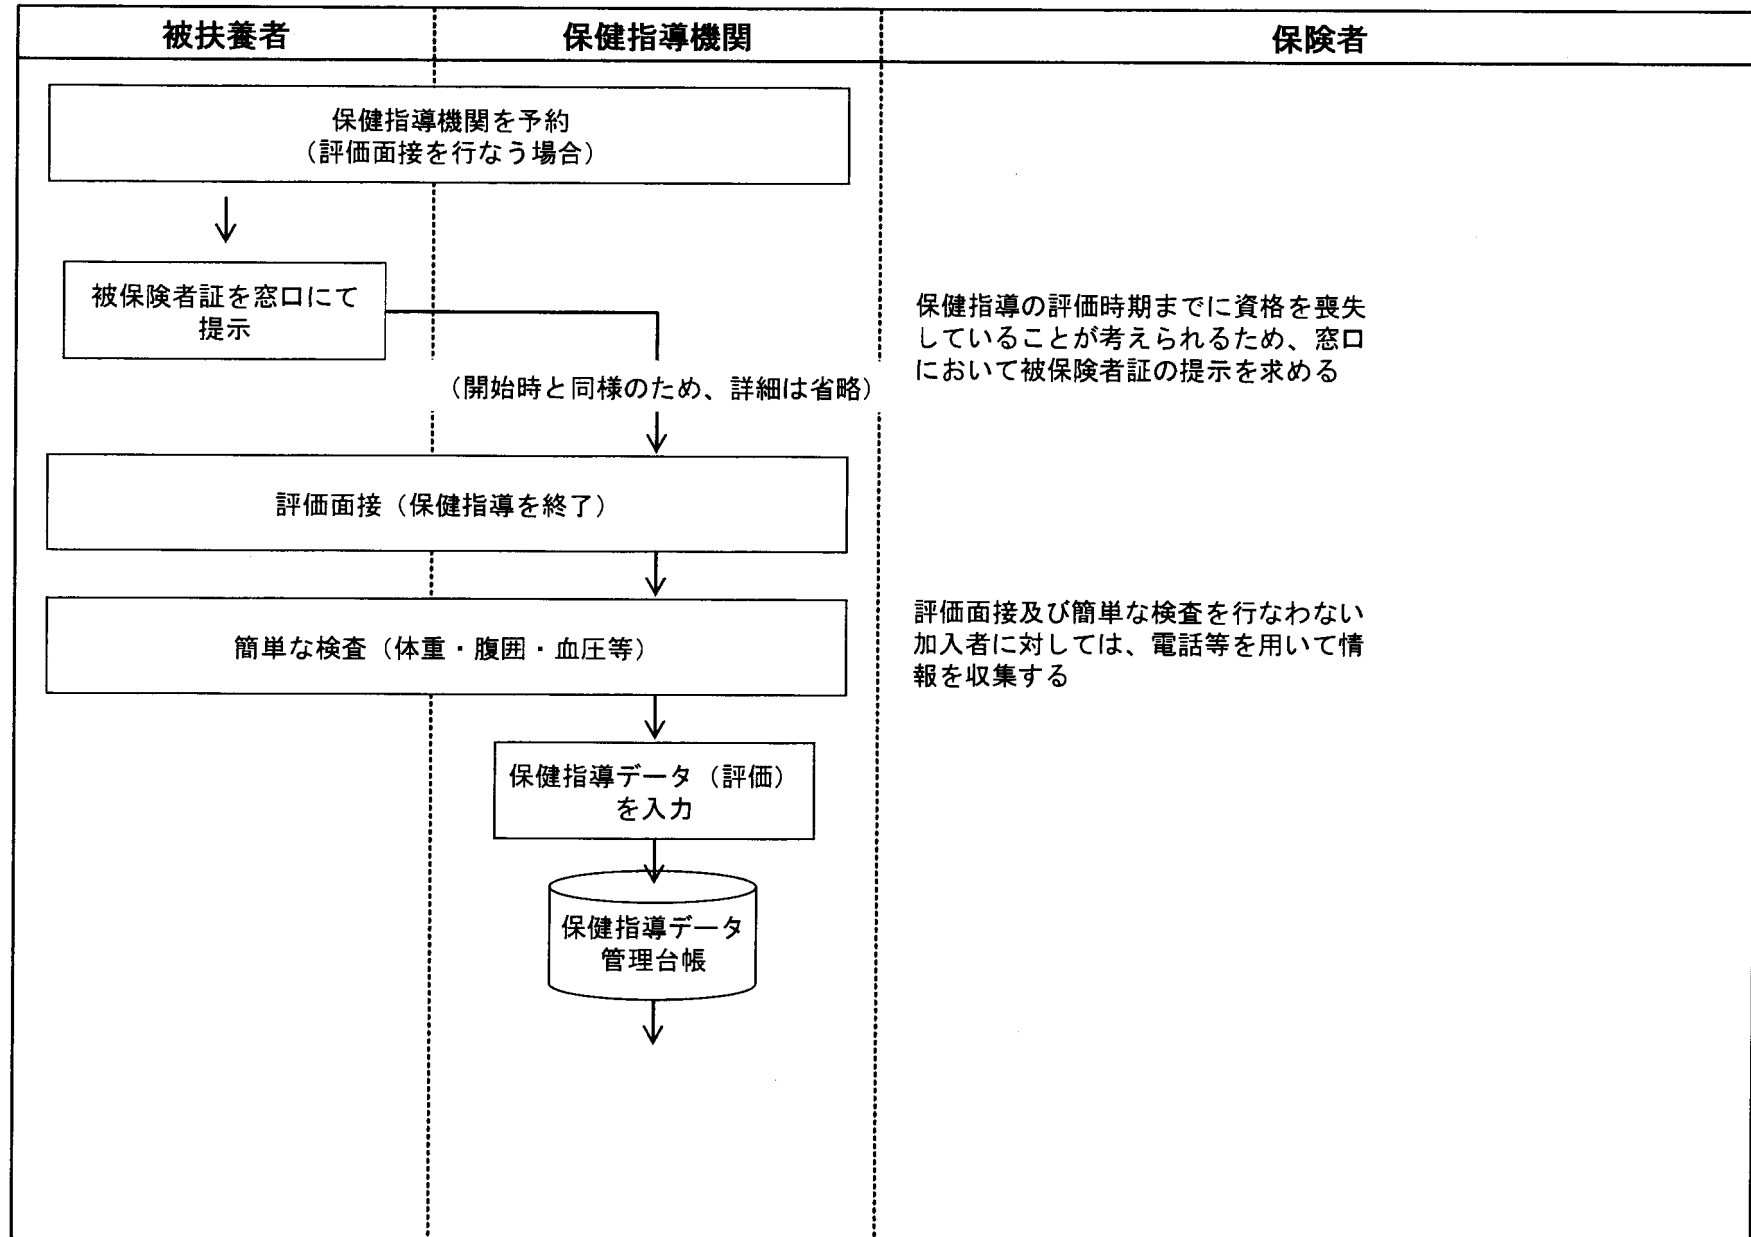 被扶養者
保健指導機関
保険者
保健指導機関を予約
（評価面接を行なう場合）
被保険者証を窓口にて
提示
保健指導の評価時期までに資格を喪失
していることが考えられるため、窓口
において被保険者証の提示を求める
（開始時と同様のため、詳細は省略）
評価面接（保健指導を終了）
簡単な検査（体重・腹囲・血圧等）
評価面接及び簡単な検査を行なわない
加入者に対しては、電話等を用いて情
報を収集する
保健指導データ（評価）
を入力
保健指導データ
管理台帳